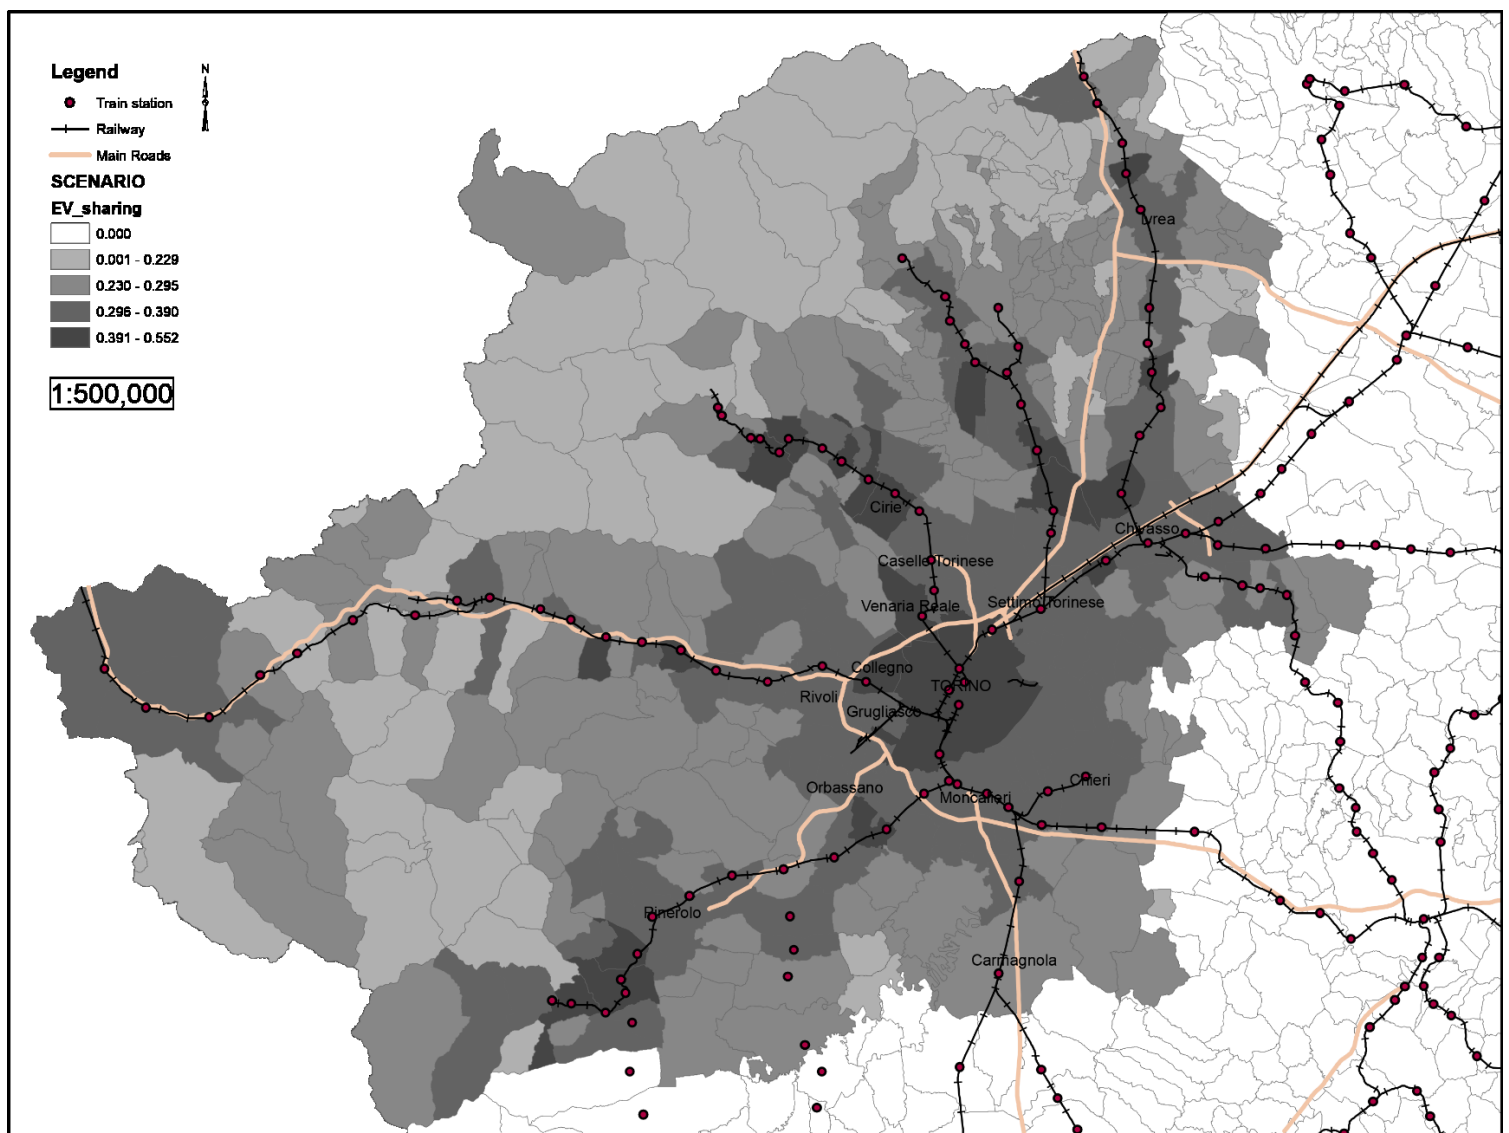 Legend
N
Train station
Railway
Main Roads
SCENARIO
EV_sharing
0.000
0.001 - 0.229
0.230 - 0.295
0.296 - 0.390
0.391 - 0.552
1:500,000
Ivrea
Cirie
Chivasso
Caselle Torinese
Venaria Reale
Settimo Torinese
Collegno
TORINO
Rivoli
Grugliasco
Chieri
Orbassano
Moncalieri
Pinerolo
Carmagnola